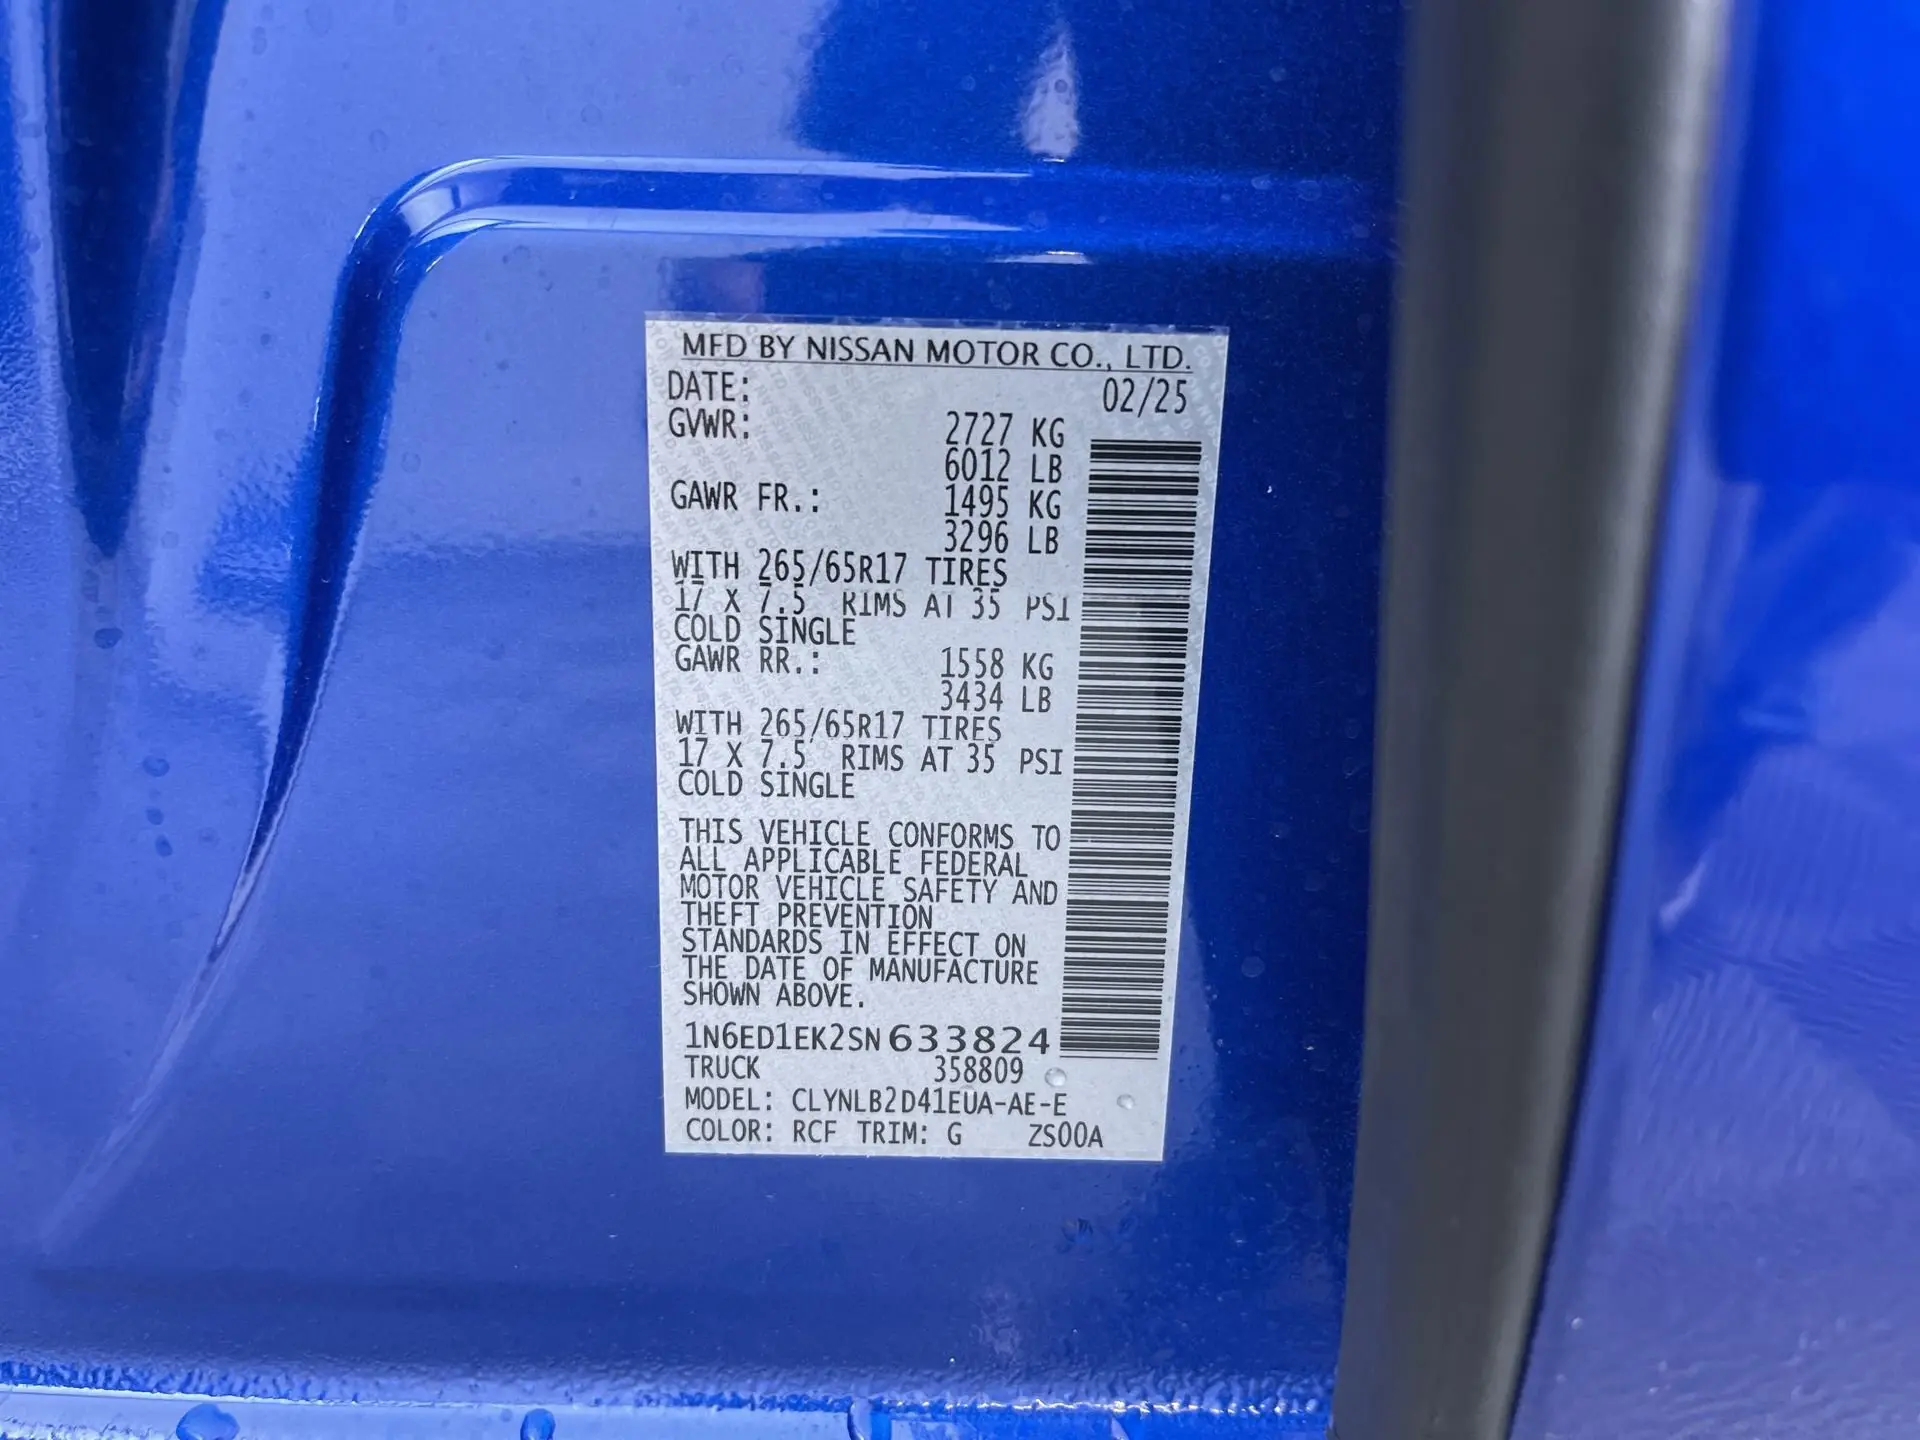 MFD BY NISSAN MOTOR CO., LTD.
DATE: 02/25
GVWR: 2727 KG
6012 LB
GAWR FR.: 1495 KG
3296 LB
WITH 265/65R17 TIRES
17 X 7.5 RIMS AT 35 PSI
COLD SINGLE
GAWR RR.: 1558 KG
3434 LB
WITH 265/65R17 TIRES
17 X 7.5 RIMS AT 35 PSI
COLD SINGLE
THIS VEHICLE CONFORMS TO
ALL APPLICABLE FEDERAL
MOTOR VEHICLE SAFETY AND
THEFT PREVENTION
STANDARDS IN EFFECT ON
THE DATE OF MANUFACTURE
SHOWN ABOVE.
1N6ED1EK2SN633824
TRUCK 358809
MODEL: CLYNLB2D41EUA-AE-E
COLOR: RCF TRIM: G ZS00A